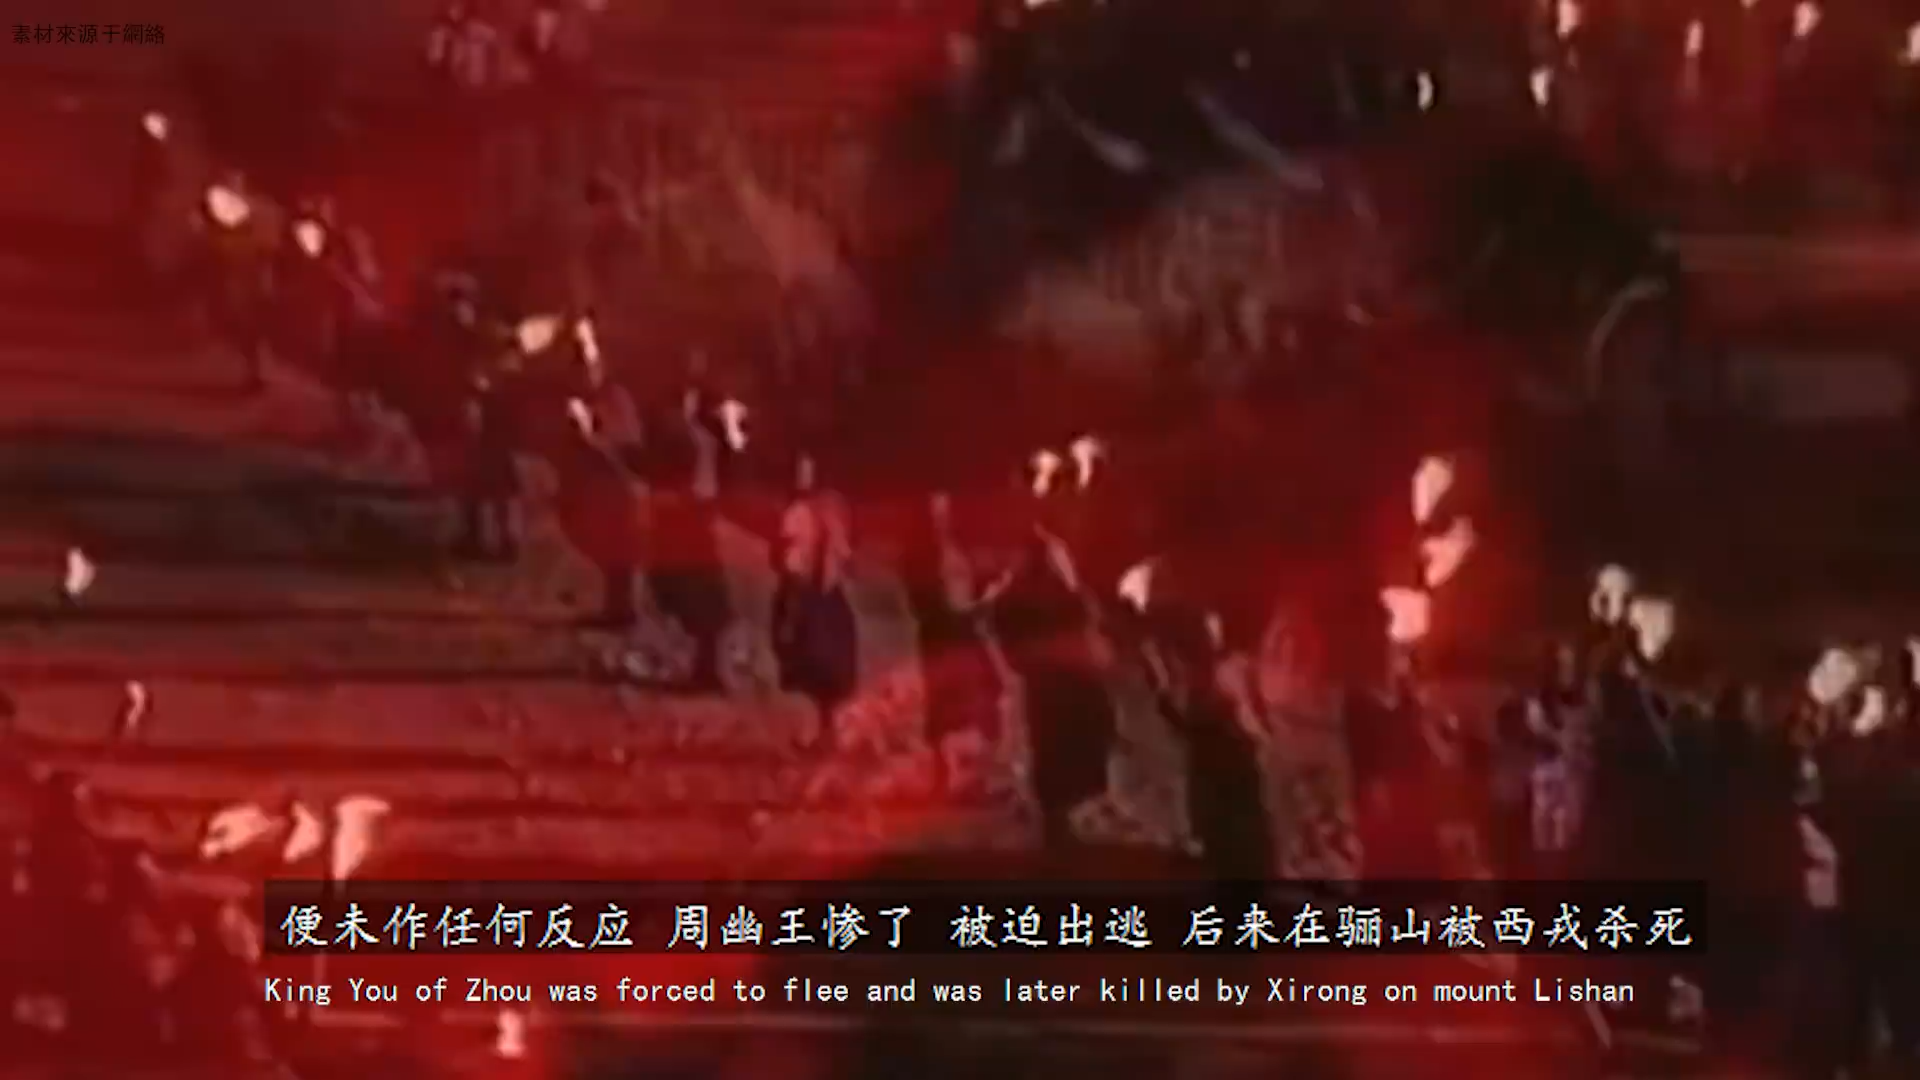 素材來源于網絡
便未作任何反应 周幽王惨了 被迫出逃 后来在骊山被西戎杀死
King You of Zhou was forced to flee and was later killed by Xirong on mount Lishan